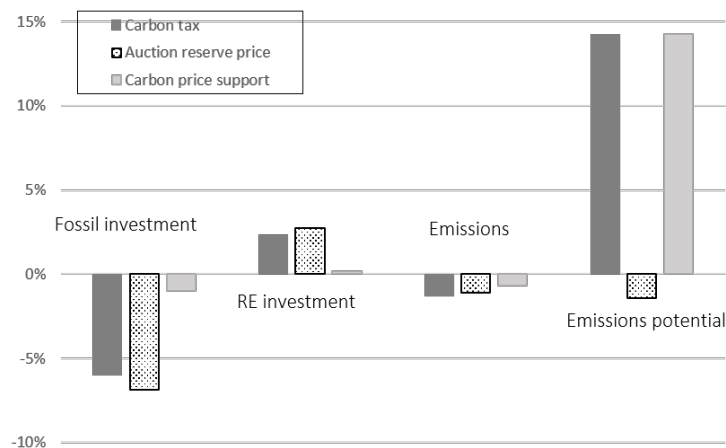 15%
Carbon tax
Auction reserve price
Carbon price support
10%
5%
Fossil investment
Emissions
0%
RE investment
Emissions potential
-5%
-10%